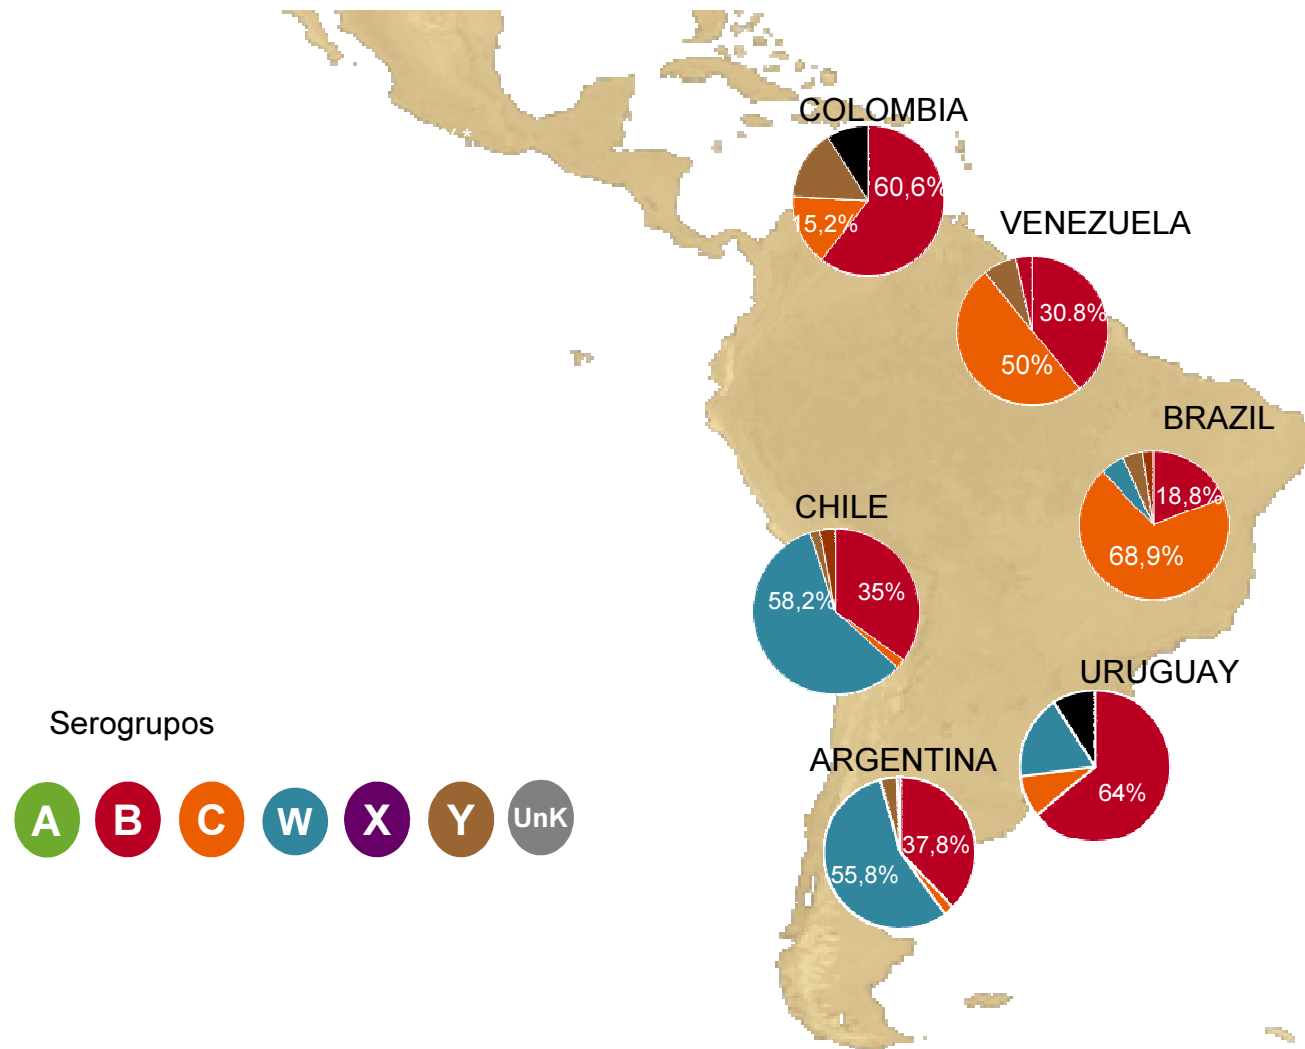 COLOMBIA
60,6%
15,2%
VENEZUELA
30.8%
50%
BRAZIL
18,8%
68,9%
CHILE
35%
58,2%
URUGUAY
64%
Serogrupos
ARGENTINA
37,8%
55,8%
A B C W X Y UnK